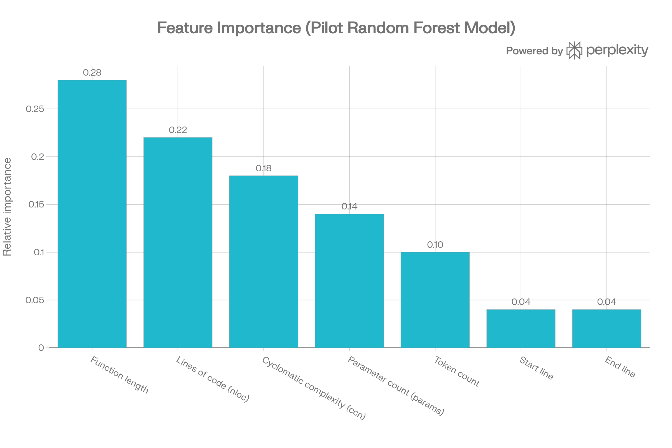 Feature Importance (Pilot Random Forest Model)
Powered by perplexity
Relative importance
0.28
0.22
0.18
0.14
0.10
0.04
0.04
0.25
0.2
0.15
0.1
0.05
0
Function length
Lines of code (nloc)
Cyclomatic complexity (ccn)
Parameter count (params)
Token count
Start line
End line